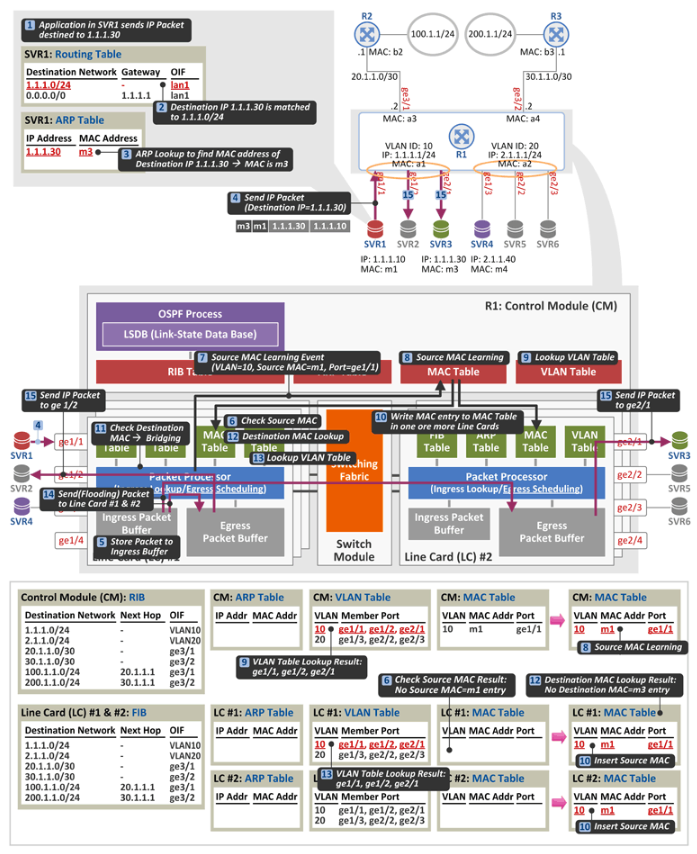 1 Application in SVR1 sends IP Packet
destined to 1.1.1.30
SVR1: Routing Table
Destination Network Gateway OIF
1.1.1.0/24 - lan1
0.0.0.0/0 1.1.1.1 lan1
2 Destination IP 1.1.1.30 is matched
to 1.1.1.0/24
SVR1: ARP Table
IP Address MAC Address
1.1.1.30 m3
3 ARP Lookup to find MAC address of
Destination IP 1.1.1.30 → MAC is m3
4 Send IP Packet
(Destination IP=1.1.1.30)
m3 m1 1.1.1.30 1.1.1.10
R2 100.1.1/24 200.1.1/24 R3
.1 MAC: b2 MAC: b3 .1
20.1.1.0/30 30.1.1.0/30
ge3/1 ge3/2
.2 .2
MAC: a3 MAC: a4
VLAN ID: 10 VLAN ID: 20
IP: 1.1.1.1/24 R1 IP: 2.1.1.1/24
MAC: a1 MAC: a2
ge1/1 ge1/2 ge2/1 ge1/3 ge2/2 ge2/3
15 15
SVR1 SVR2 SVR3 SVR4 SVR5 SVR6
IP: 1.1.1.10 IP: 1.1.1.30 IP: 2.1.1.40
MAC: m1 MAC: m3 MAC: m4
R1: Control Module (CM)
OSPF Process
LSDB (Link-State Data Base)
7 Source MAC Learning Event
(VLAN=10, Source MAC=m1, Port=ge1/1)
8 Source MAC Learning
9 Lookup VLAN Table
RIB Table MAC Table VLAN Table
15 Send IP Packet
to ge 1/2
15 Send IP Packet
to ge2/1
10 Write MAC entry to MAC Table
in one ore more Line Cards
6 Check Source MAC
12 Destination MAC Lookup
13 Lookup VLAN Table
11 Check Destination
MAC → Bridging
4
ge1/1
SVR1
ge1/2
SVR2
SVR4
ge1/4
Table Table Table
FIB Table ARP Table MAC Table VLAN Table
Switching
Fabric
Packet Processor
(Ingress Lookup/Egress Scheduling)
Packet Processor
(Ingress Lookup/Egress Scheduling)
14 Send(Flooding) Packet
to Line Card #1 & #2
Ingress Packet
Buffer
Egress
Packet Buffer
Ingress Packet
Buffer
Egress
Packet Buffer
5 Store Packet to
Ingress Buffer
Switch
Module
Line Card (LC) #1
Line Card (LC) #2
ge2/1
SVR3
ge2/2
SVR5
ge2/3
SVR6
ge2/4
Control Module (CM): RIB
Destination Network Next Hop OIF
1.1.1.0/24 - VLAN10
2.1.1.0/24 - VLAN20
20.1.1.0/30 - ge3/1
30.1.1.0/30 - ge3/2
100.1.1.0/24 20.1.1.1 ge3/1
200.1.1.0/24 30.1.1.1 ge3/2
CM: ARP Table
IP Addr MAC Addr
CM: VLAN Table
VLAN Member Port
10 ge1/1, ge1/2, ge2/1
20 ge1/3, ge2/2, ge2/3
9 VLAN Table Lookup Result:
ge1/1, ge1/2, ge2/1
CM: MAC Table
VLAN MAC Addr Port
10 m1 ge1/1
CM: MAC Table
VLAN MAC Addr Port
10 m1 ge1/1
8 Source MAC Learning
6 Check Source MAC Result:
No Source MAC=m1 entry
12 Destination MAC Lookup Result:
No Destination MAC=m3 entry
Line Card (LC) #1 & #2: FIB
Destination Network Next Hop OIF
1.1.1.0/24 - VLAN10
2.1.1.0/24 - VLAN20
20.1.1.0/30 - ge3/1
30.1.1.0/30 - ge3/2
100.1.1.0/24 20.1.1.1 ge3/1
200.1.1.0/24 30.1.1.1 ge3/2
LC #1: ARP Table
IP Addr MAC Addr
LC #1: VLAN Table
VLAN Member Port
10 ge1/1, ge1/2, ge2/1
20 ge1/3, ge2/2, ge2/3
13 VLAN Table Lookup Result:
ge1/1, ge1/2, ge2/1
LC #1: MAC Table
VLAN MAC Addr Port
LC #1: MAC Table
VLAN MAC Addr Port
10 m1 ge1/1
10 Insert Source MAC
LC #2: ARP Table
IP Addr MAC Addr
VLAN Member Port
10 ge1/1, ge1/2, ge2/1
20 ge1/3, ge2/2, ge2/3
LC #2: MAC Table
VLAN MAC Addr Port
LC #2: MAC Table
VLAN MAC Addr Port
10 m1 ge1/1
10 Insert Source MAC